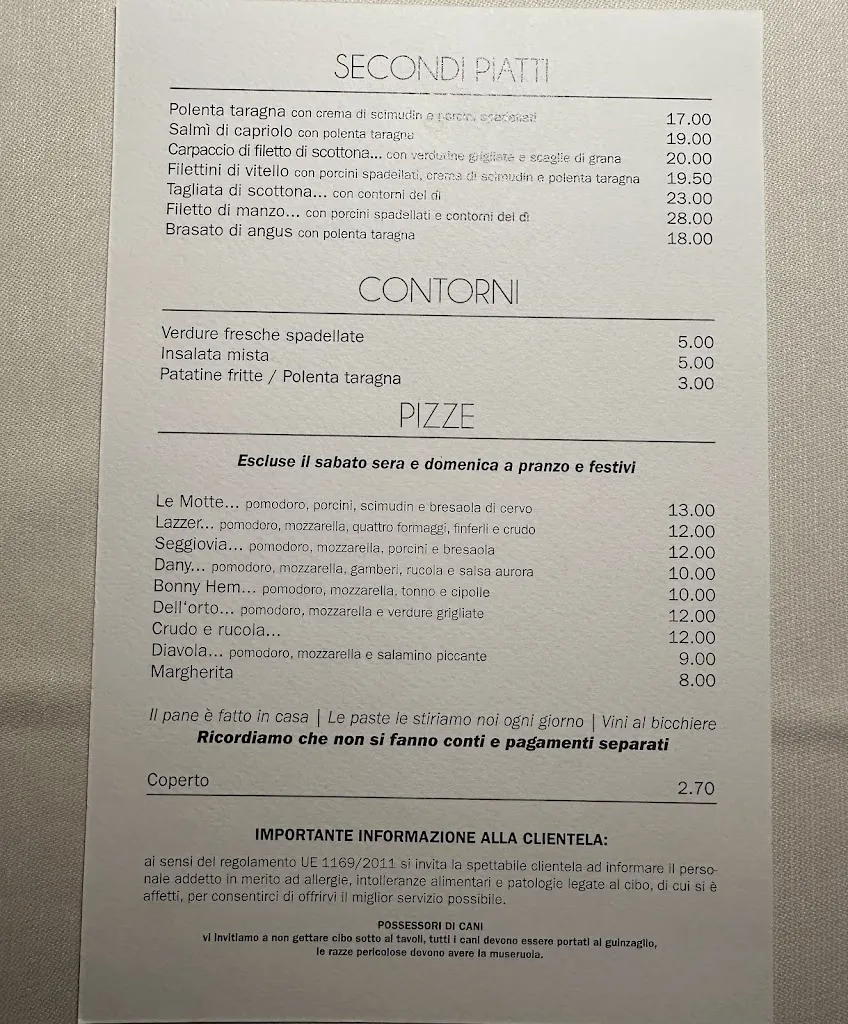 SECONDI PIATTI
Polenta taragna con crema di scimudin e porcini spadellati 17.00
Salmì di capriolo con polenta taragna 19.00
Carpaccio di filetto di scottona... con verdurine grigliate e scaglie di grana 20.00
Filettini di vitello con porcini spadellati, crema di scimudin e polenta taragna 19.50
Tagliata di scottona... con contorni del dì 23.00
Filetto di manzo... con porcini spadellati e contorni del dì 28.00
Brasato di angus con polenta taragna 18.00
CONTORNI
Verdure fresche spadellate 5.00
Insalata mista 5.00
Patatine fritte / Polenta taragna 3.00
PIZZE
Escluse il sabato sera e domenica a pranzo e festivi
Le Motte... pomodoro, porcini, scimudin e bresaola di cervo 13.00
Lazzer... pomodoro, mozzarella, quattro formaggi, finferli e crudo 12.00
Seggiovia... pomodoro, mozzarella, porcini e bresaola 12.00
Dany... pomodoro, mozzarella, gamberi, rucola e salsa aurora 10.00
Bonny Hem... pomodoro, mozzarella, tonno e cipolle 10.00
Dell'orto... pomodoro, mozzarella e verdure grigliate 12.00
Crudo e rucola... 12.00
Diavola... pomodoro, mozzarella e salamino piccante 9.00
Margherita 8.00
Il pane è fatto in casa | Le paste le stiriamo noi ogni giorno | Vini al bicchiere
Ricordiamo che non si fanno conti e pagamenti separati
Coperto 2.70
IMPORTANTE INFORMAZIONE ALLA CLIENTELA:
ai sensi del regolamento UE 1169/2011 si invita la spettabile clientela ad informare il perso-
nale addetto in merito ad allergie, intolleranze alimentari e patologie legate al cibo, di cui si è
affetti, per consentirci di offrirvi il miglior servizio possibile.
POSSESSORI DI CANI
vi invitiamo a non gettare cibo sotto ai tavoli, tutti i cani devono essere portati al guinzaglio,
le razze pericolose devono avere la museruola.